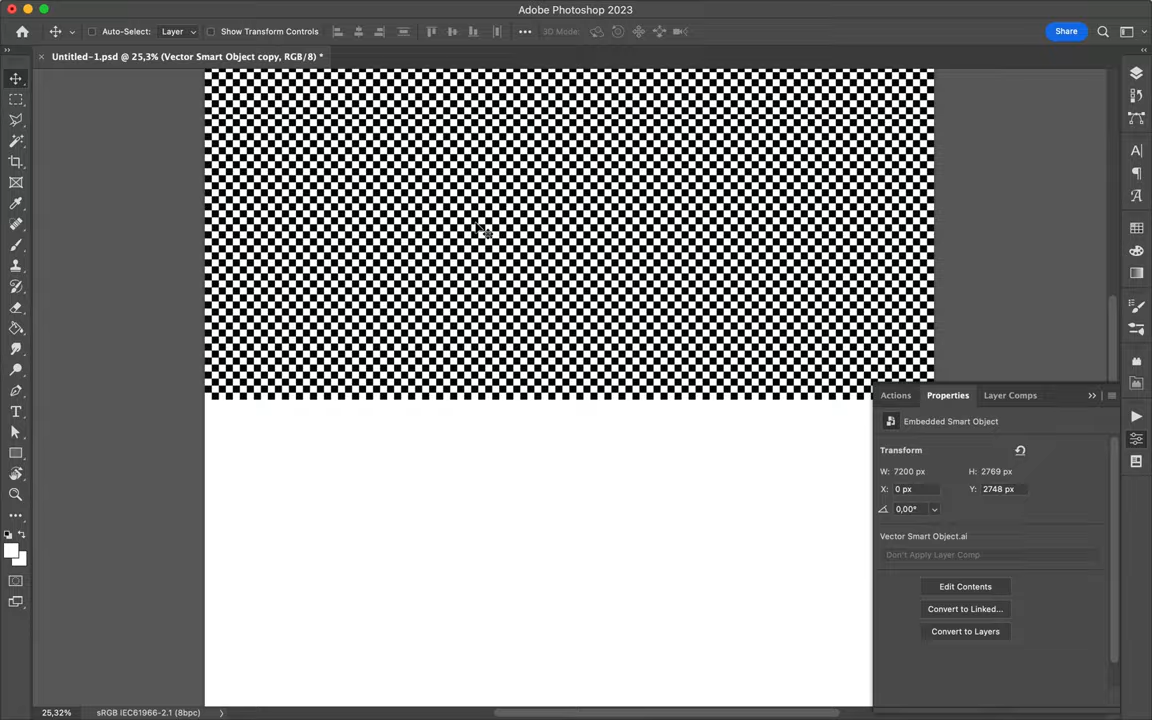 Adobe Photoshop 2023
Auto-Select: Layer Show Transform Controls 3D Mode: Share
Untitled-1.psd @ 25,3% (Vector Smart Object copy, RGB/8) *
Actions Properties Layer Comps
Embedded Smart Object
Transform
W: 7200 px H: 2769 px
X: 0 px Y: 2748 px
0,00°
Vector Smart Object.ai
Don't Apply Layer Comp
Edit Contents
Convert to Linked...
Convert to Layers
25,32% sRGB IEC61966-2.1 (8bpc)